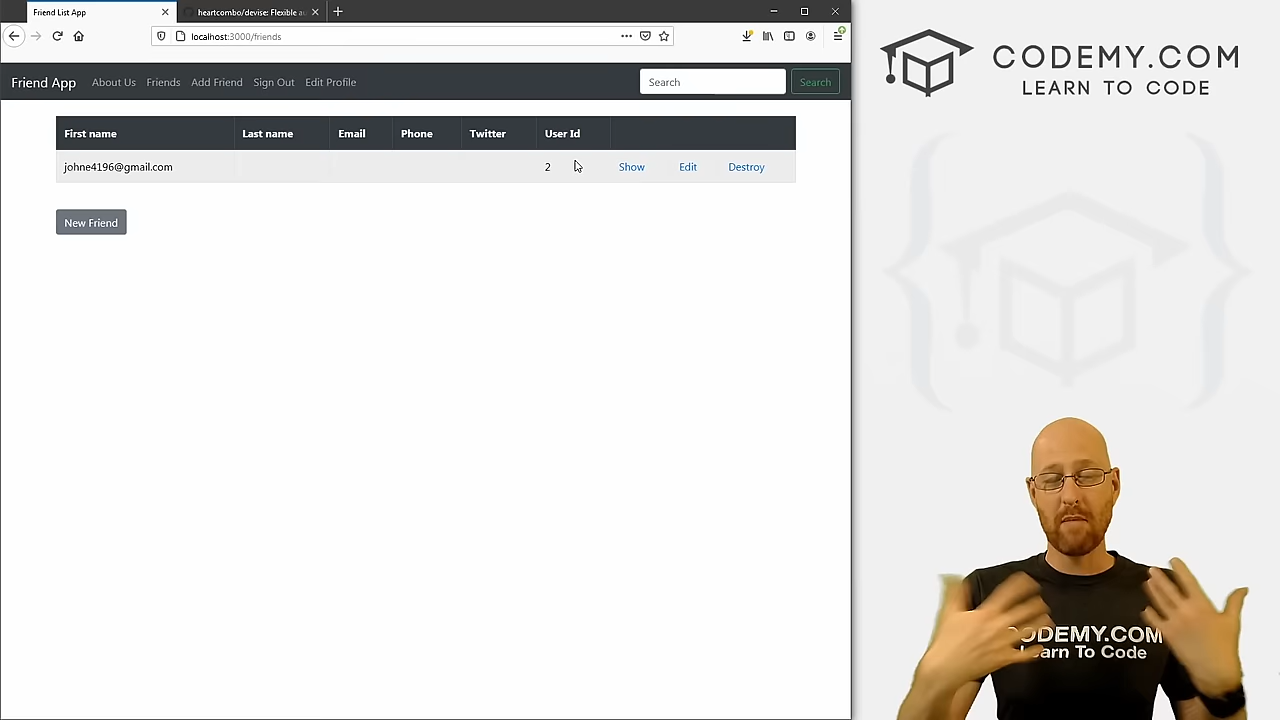 Friend List App
heartcombo/devise: Flexible au
localhost:3000/friends
Friend App About Us Friends Add Friend Sign Out Edit Profile Search Search
First name Last name Email Phone Twitter User Id
johne4196@gmail.com 2 Show Edit Destroy
New Friend
CODEMY.COM
LEARN TO CODE
CODEMY.COM
Learn To Code